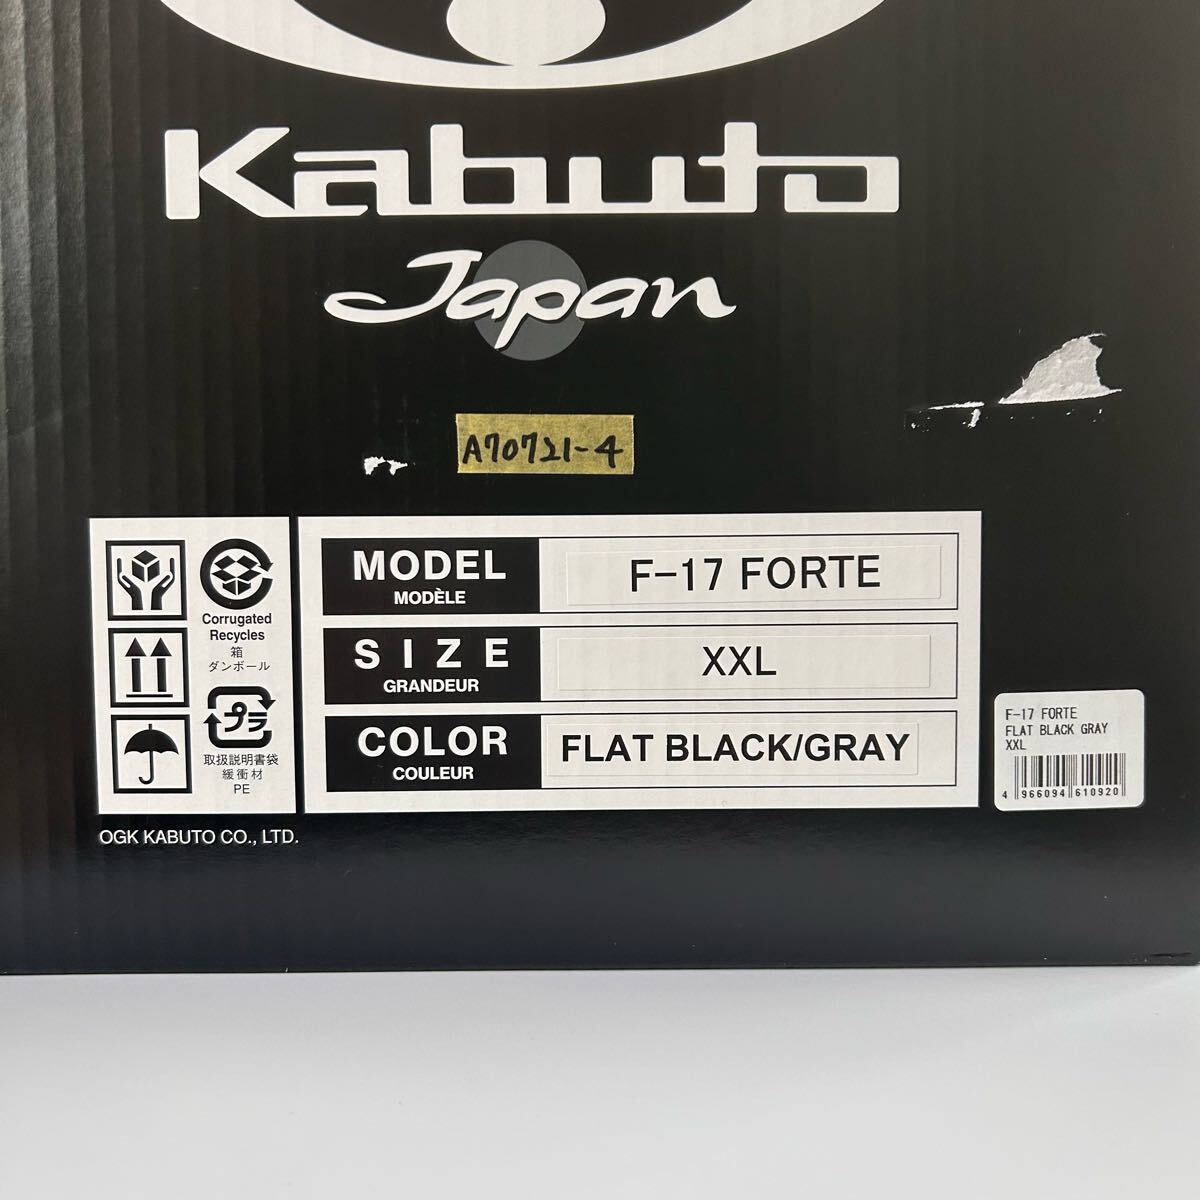 Kabuto
Japan
A70721-4
Corrugated
Recycles
箱
ダンボール
プラ
取扱説明書袋
緩衝材
PE
MODEL
MODÈLE
F-17 FORTE
SIZE
GRANDEUR
XXL
COLOR
COULEUR
FLAT BLACK/GRAY
OGK KABUTO CO., LTD.
F-17 FORTE
FLAT BLACK GRAY
XXL
4 966094 610920